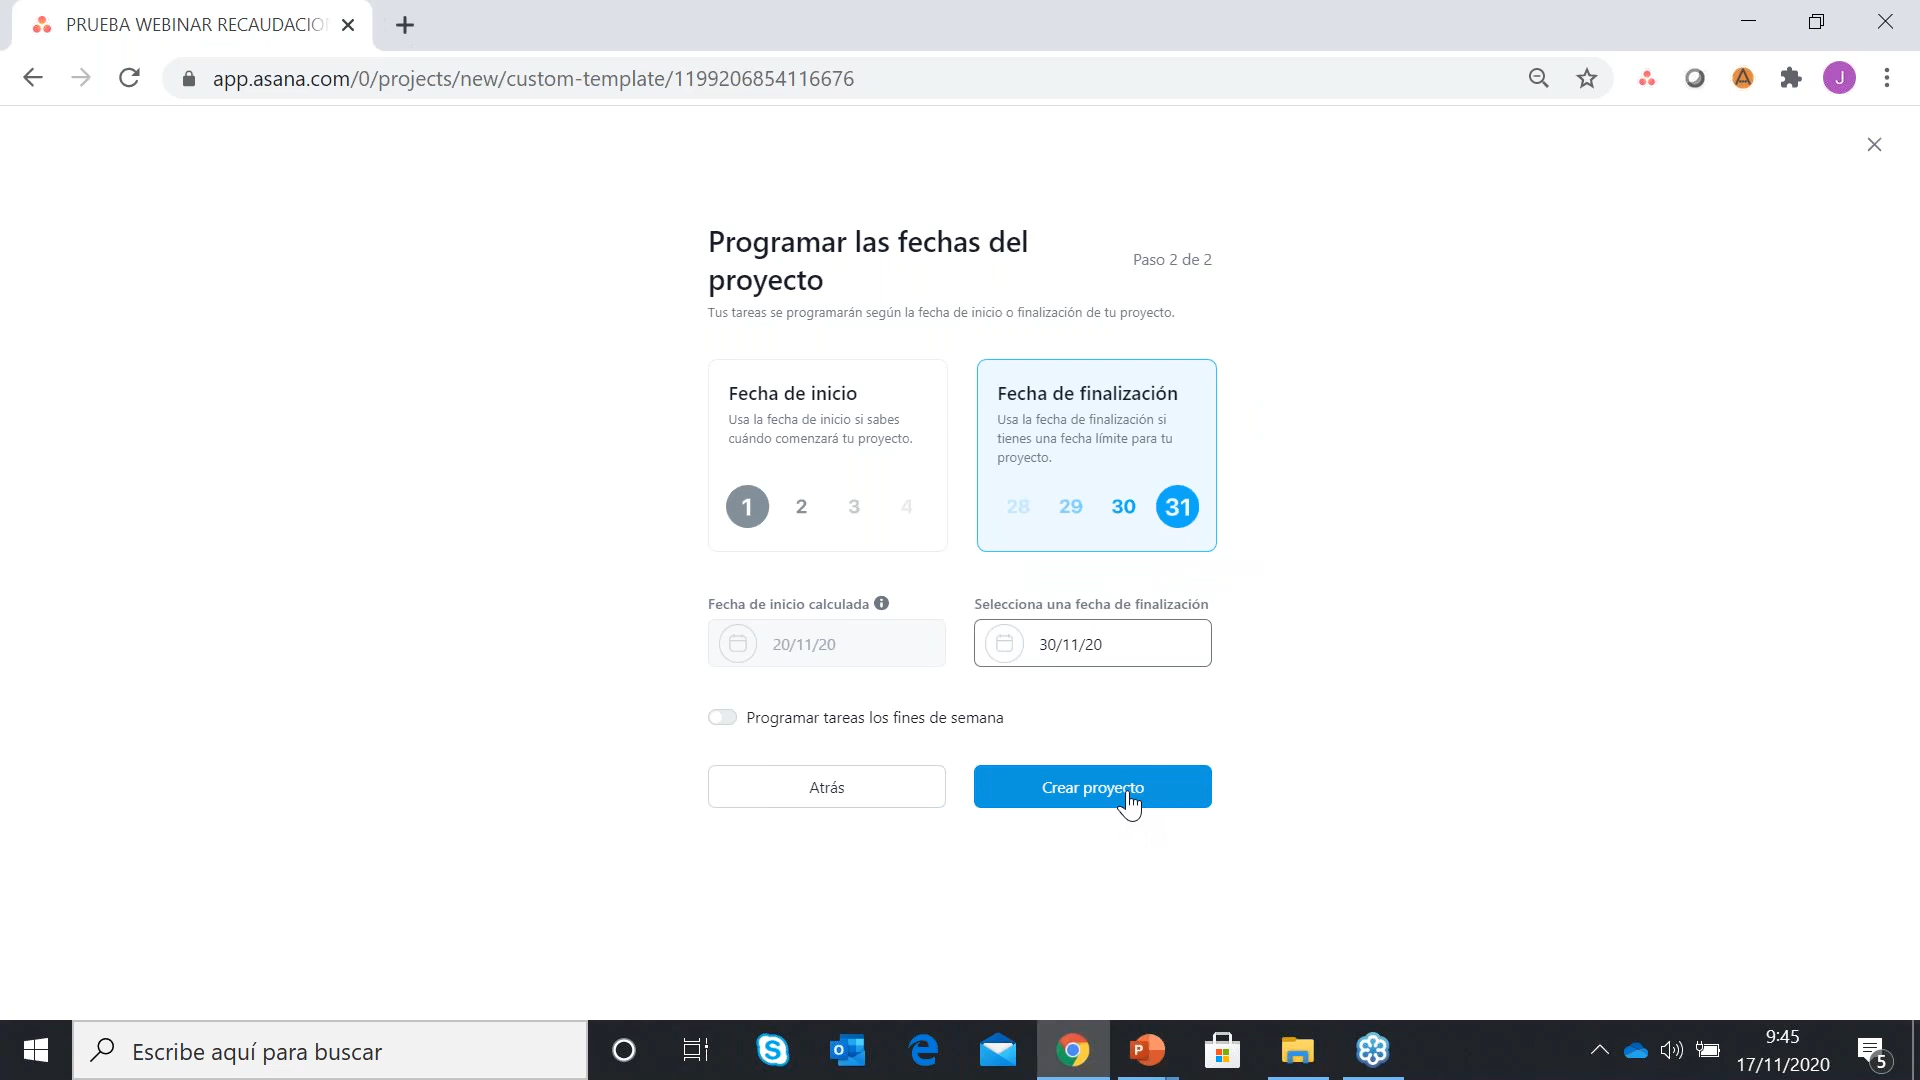 PRUEBA WEBINAR RECAUDACIO
app.asana.com/0/projects/new/custom-template/1199206854116676
J
Programar las fechas del
proyecto
Paso 2 de 2
Tus tareas se programarán según la fecha de inicio o finalización de tu proyecto.
Fecha de inicio
Usa la fecha de inicio si sabes
cuándo comenzará tu proyecto.
1 2 3 4
Fecha de finalización
Usa la fecha de finalización si
tienes una fecha límite para tu
proyecto.
28 29 30 31
Fecha de inicio calculada
20/11/20
Selecciona una fecha de finalización
30/11/20
Programar tareas los fines de semana
Atrás
Crear proyecto
Escribe aquí para buscar
9:45
17/11/2020
5